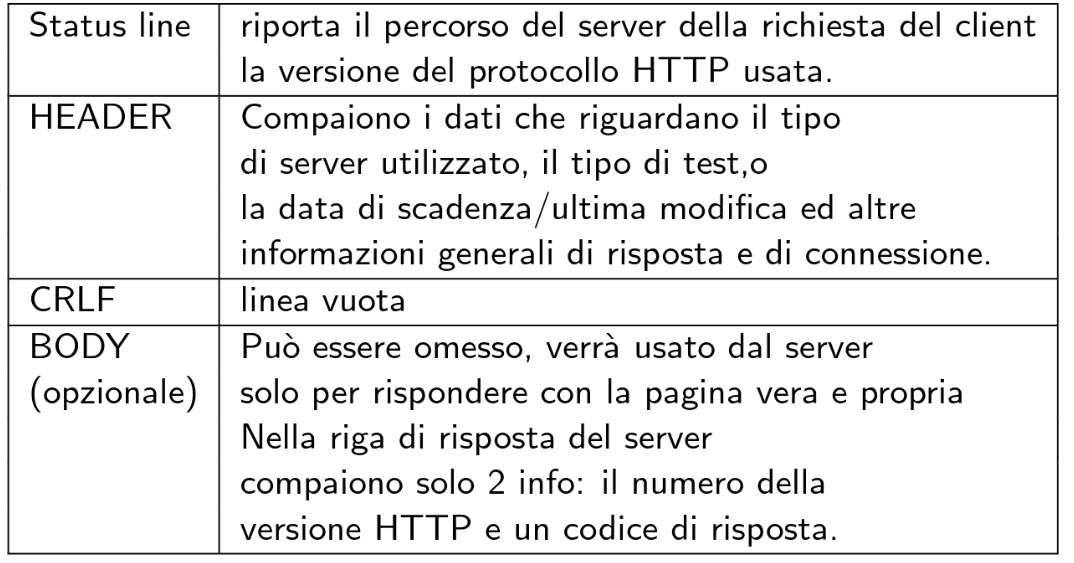 Status line riporta il percorso del server della richiesta del client
la versione del protocollo HTTP usata.
HEADER Compaiono i dati che riguardano il tipo
di server utilizzato, il tipo di test,o
la data di scadenza/ultima modifica ed altre
informazioni generali di risposta e di connessione.
CRLF linea vuota
BODY Può essere omesso, verrà usato dal server
(opzionale) solo per rispondere con la pagina vera e propria
Nella riga di risposta del server
compaiono solo 2 info: il numero della
versione HTTP e un codice di risposta.